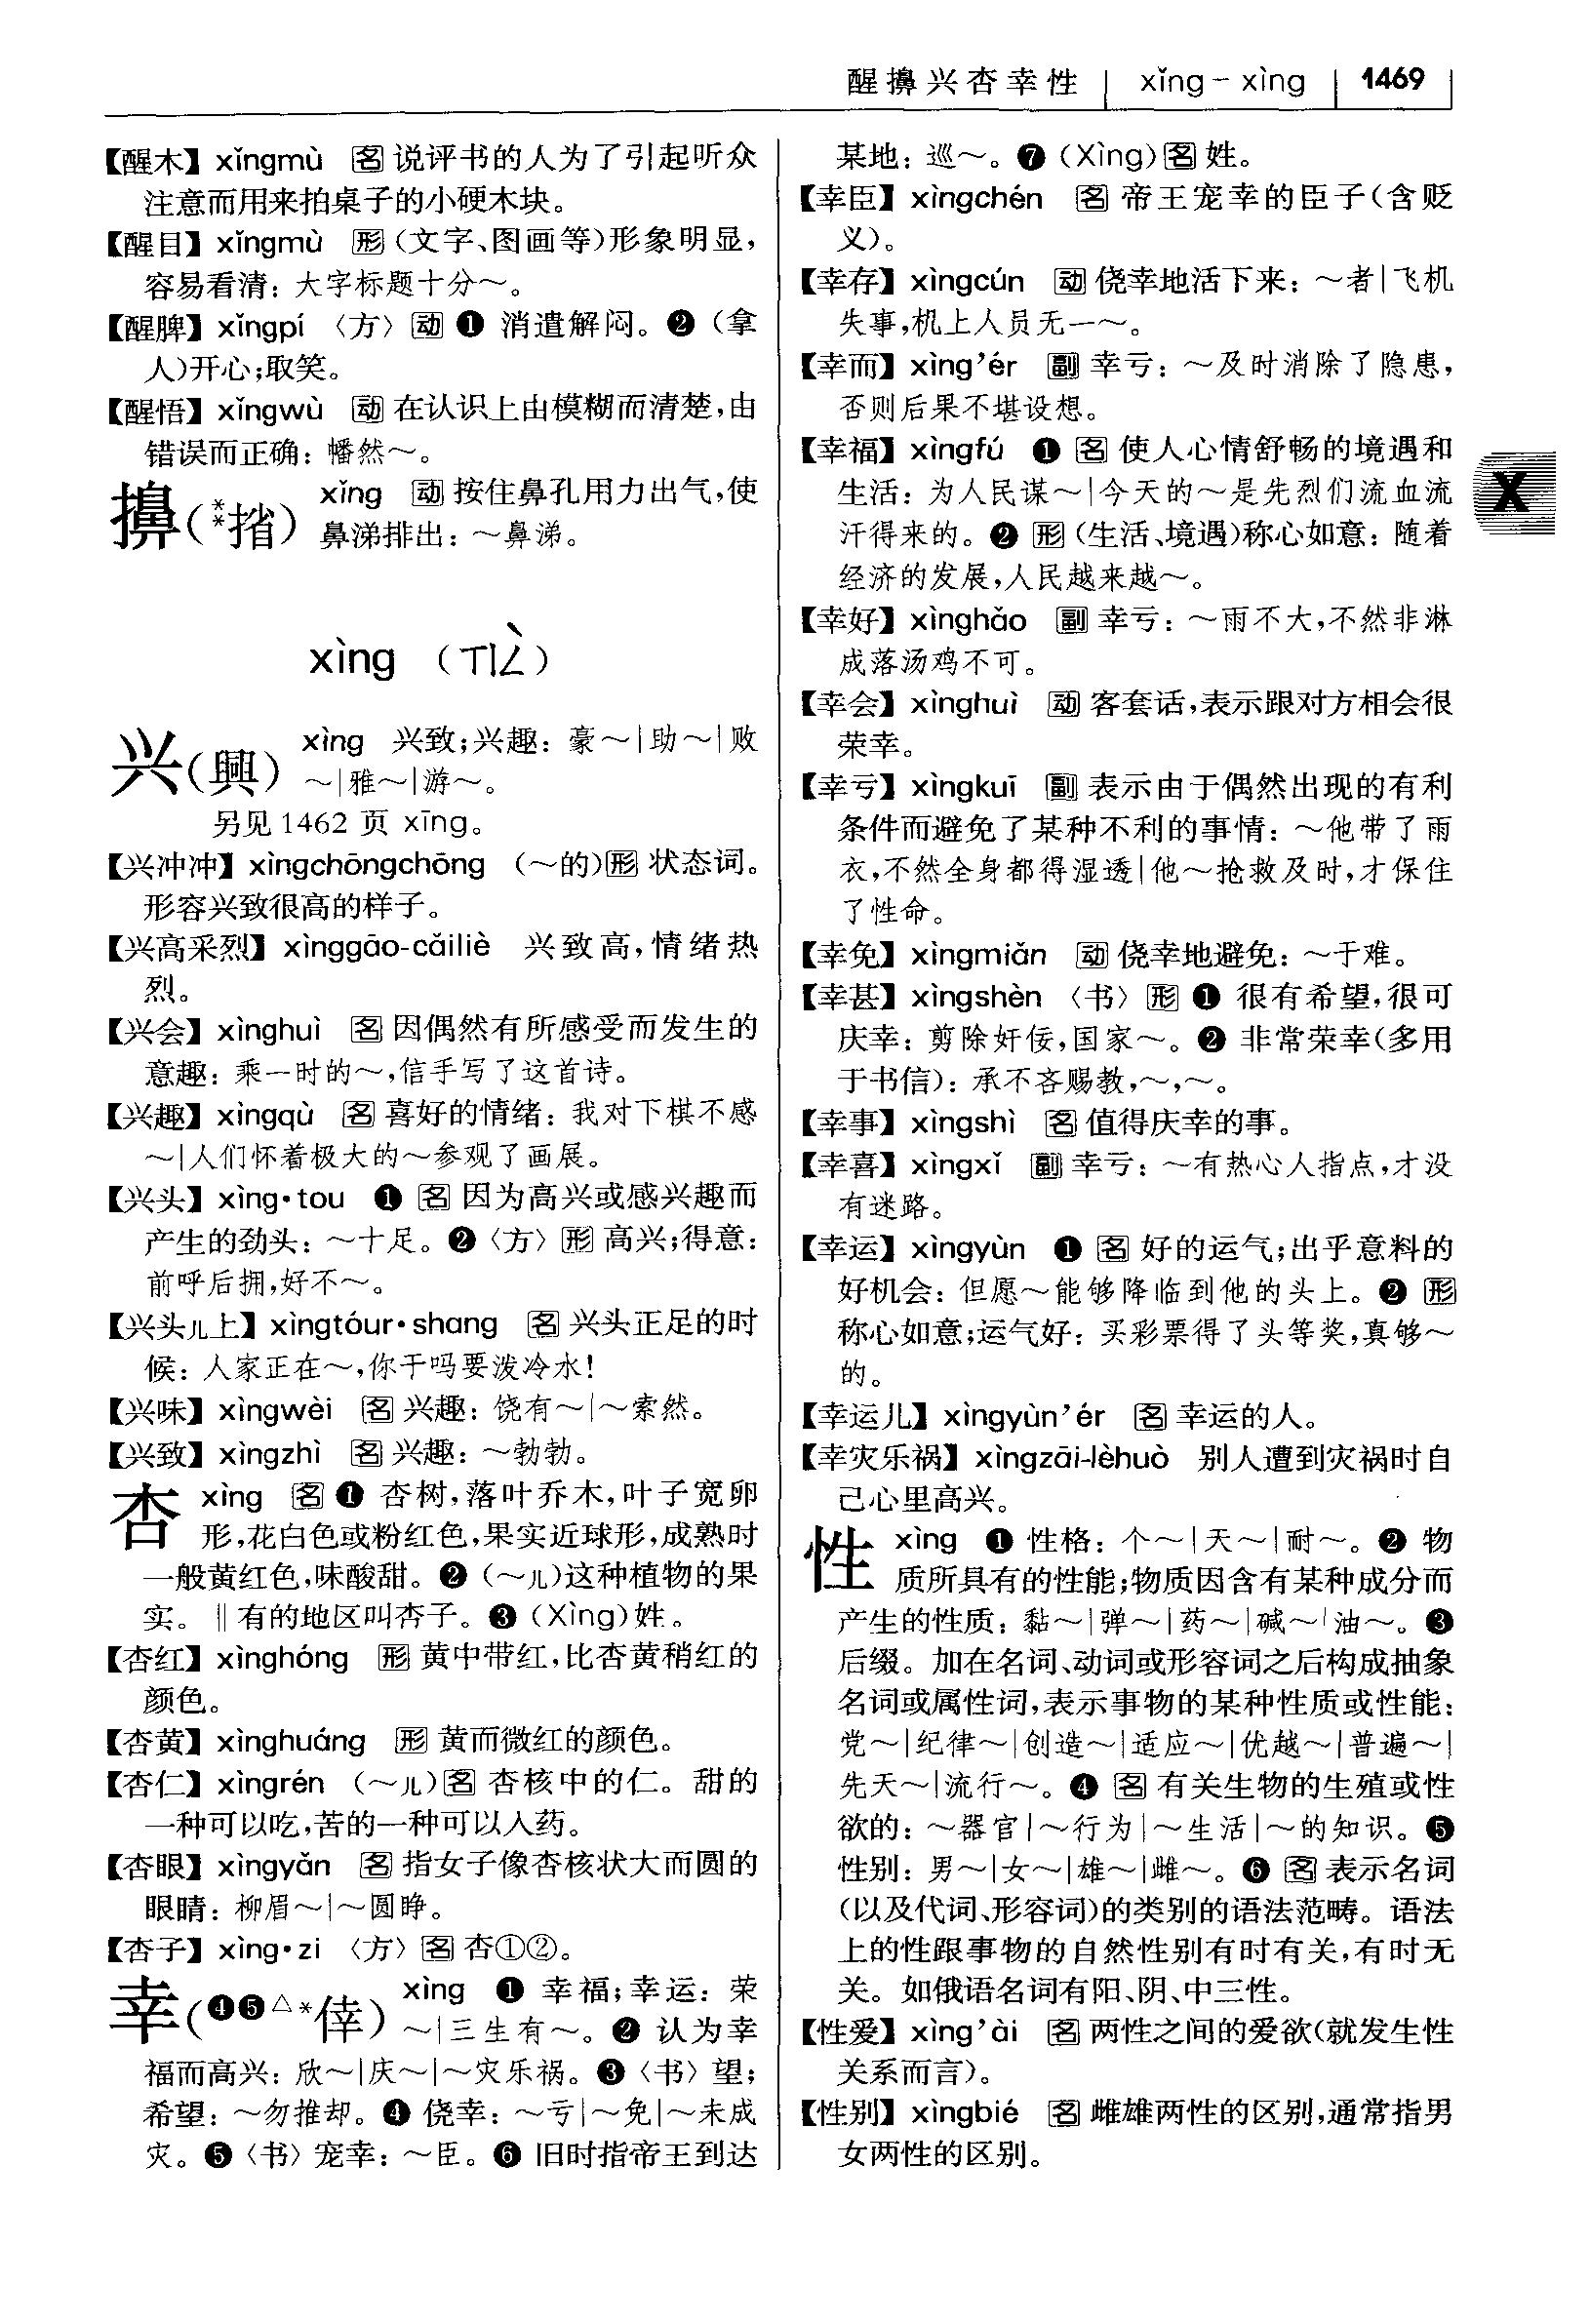 醒擤兴杏幸性 | xǐng – xìng | 1469
【醒木】xǐngmù 名 说评书的人为了引起听众
注意而用来拍桌子的小硬木块。
【醒目】xǐngmù 形（文字、图画等）形象明显，
容易看清：大字标题十分～。
【醒脾】xǐngpí 〈方〉动 ❶ 消遣解闷。❷（拿
人）开心；取笑。
【醒悟】xǐngwù 动 在认识上由模糊而清楚，由
错误而正确：幡然～。
擤（**㨘） xǐng 动 按住鼻孔用力出气，使
鼻涕排出：～鼻涕。
xìng （ㄒㄧㄥˋ）
兴（興） xìng 兴致；兴趣：豪～|助～|败
～|雅～|游～。
另见1462页 xīng。
【兴冲冲】xìngchōngchōng （～的）形 状态词。
形容兴致很高的样子。
【兴高采烈】xìnggāo-cǎiliè 兴致高，情绪热
烈。
【兴会】xìnghuì 名 因偶然有所感受而发生的
意趣：乘一时的～，信手写了这首诗。
【兴趣】xìngqù 名 喜好的情绪：我对下棋不感
～|人们怀着极大的～参观了画展。
【兴头】xìng·tou ❶ 名 因为高兴或感兴趣而
产生的劲头：～十足。❷〈方〉形 高兴；得意：
前呼后拥，好不～。
【兴头儿上】xìngtóur·shang 名 兴头正足的时
候：人家正在～，你干吗要泼冷水！
【兴味】xìngwèi 名 兴趣：饶有～|～索然。
【兴致】xìngzhì 名 兴趣：～勃勃。
杏 xìng 名 ❶ 杏树，落叶乔木，叶子宽卵
形，花白色或粉红色，果实近球形，成熟时
一般黄红色，味酸甜。❷（～儿）这种植物的果
实。‖有的地区叫杏子。❸（Xìng）姓。
【杏红】xìnghóng 形 黄中带红，比杏黄稍红的
颜色。
【杏黄】xìnghuáng 形 黄而微红的颜色。
【杏仁】xìngrén （～儿）名 杏核中的仁。甜的
一种可以吃，苦的一种可以入药。
【杏眼】xìngyǎn 名 指女子像杏核状大而圆的
眼睛：柳眉～|～圆睁。
【杏子】xìng·zi 〈方〉名 杏①②。
幸（❹❺△*倖） xìng ❶ 幸福；幸运：荣
～|三生有～。❷ 认为幸
福而高兴：欣～|庆～|～灾乐祸。❸〈书〉望；
希望：～勿推却。❹ 侥幸：～亏|～免|～未成
灾。❺〈书〉宠幸：～臣。❻ 旧时指帝王到达
某地：巡～。❼（Xìng）名 姓。
【幸臣】xìngchén 名 帝王宠幸的臣子（含贬
义）。
【幸存】xìngcún 动 侥幸地活下来：～者|飞机
失事，机上人员无一～。
【幸而】xìng'ér 副 幸亏：～及时消除了隐患，
否则后果不堪设想。
【幸福】xìngfú ❶ 名 使人心情舒畅的境遇和
生活：为人民谋～|今天的～是先烈们流血流
汗得来的。❷ 形（生活、境遇）称心如意：随着
经济的发展，人民越来越～。
【幸好】xìnghǎo 副 幸亏：～雨不大，不然非淋
成落汤鸡不可。
【幸会】xìnghuì 动 客套话，表示跟对方相会很
荣幸。
【幸亏】xìngkuī 副 表示由于偶然出现的有利
条件而避免了某种不利的事情：～他带了雨
衣，不然全身都得湿透|他～抢救及时，才保住
了性命。
【幸免】xìngmiǎn 动 侥幸地避免：～于难。
【幸甚】xìngshèn 〈书〉形 ❶ 很有希望，很可
庆幸：剪除奸佞，国家～。❷ 非常荣幸（多用
于书信）：承不吝赐教，～，～。
【幸事】xìngshì 名 值得庆幸的事。
【幸喜】xìngxǐ 副 幸亏：～有热心人指点，才没
有迷路。
【幸运】xìngyùn ❶ 名 好的运气；出乎意料的
好机会：但愿～能够降临到他的头上。❷ 形
称心如意；运气好：买彩票得了头等奖，真够～
的。
【幸运儿】xìngyùn'ér 名 幸运的人。
【幸灾乐祸】xìngzāi-lèhuò 别人遭到灾祸时自
己心里高兴。
性 xìng ❶ 性格：个～|天～|耐～。❷ 物
质所具有的性能；物质因含有某种成分而
产生的性质：黏～|弹～|药～|碱～|油～。❸
后缀。加在名词、动词或形容词之后构成抽象
名词或属性词，表示事物的某种性质或性能：
党～|纪律～|创造～|适应～|优越～|普遍～|
先天～|流行～。❹ 名 有关生物的生殖或性
欲的：～器官|～行为|～生活|～的知识。❺
性别：男～|女～|雄～|雌～。❻ 名 表示名词
（以及代词、形容词）的类别的语法范畴。语法
上的性跟事物的自然性别有时有关，有时无
关。如俄语名词有阳、阴、中三性。
【性爱】xìng'ài 名 两性之间的爱欲（就发生性
关系而言）。
【性别】xìngbié 名 雌雄两性的区别，通常指男
女两性的区别。
X